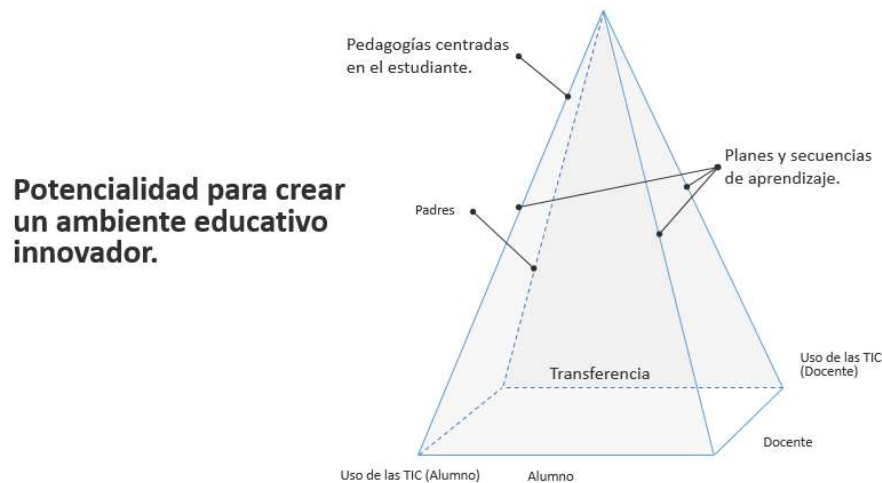 Pedagogías centradas
en el estudiante.
Planes y secuencias
de aprendizaje.
Potencialidad para crear
un ambiente educativo
innovador.
Padres
Transferencia
Uso de las TIC
(Docente)
Docente
Uso de las TIC (Alumno)
Alumno